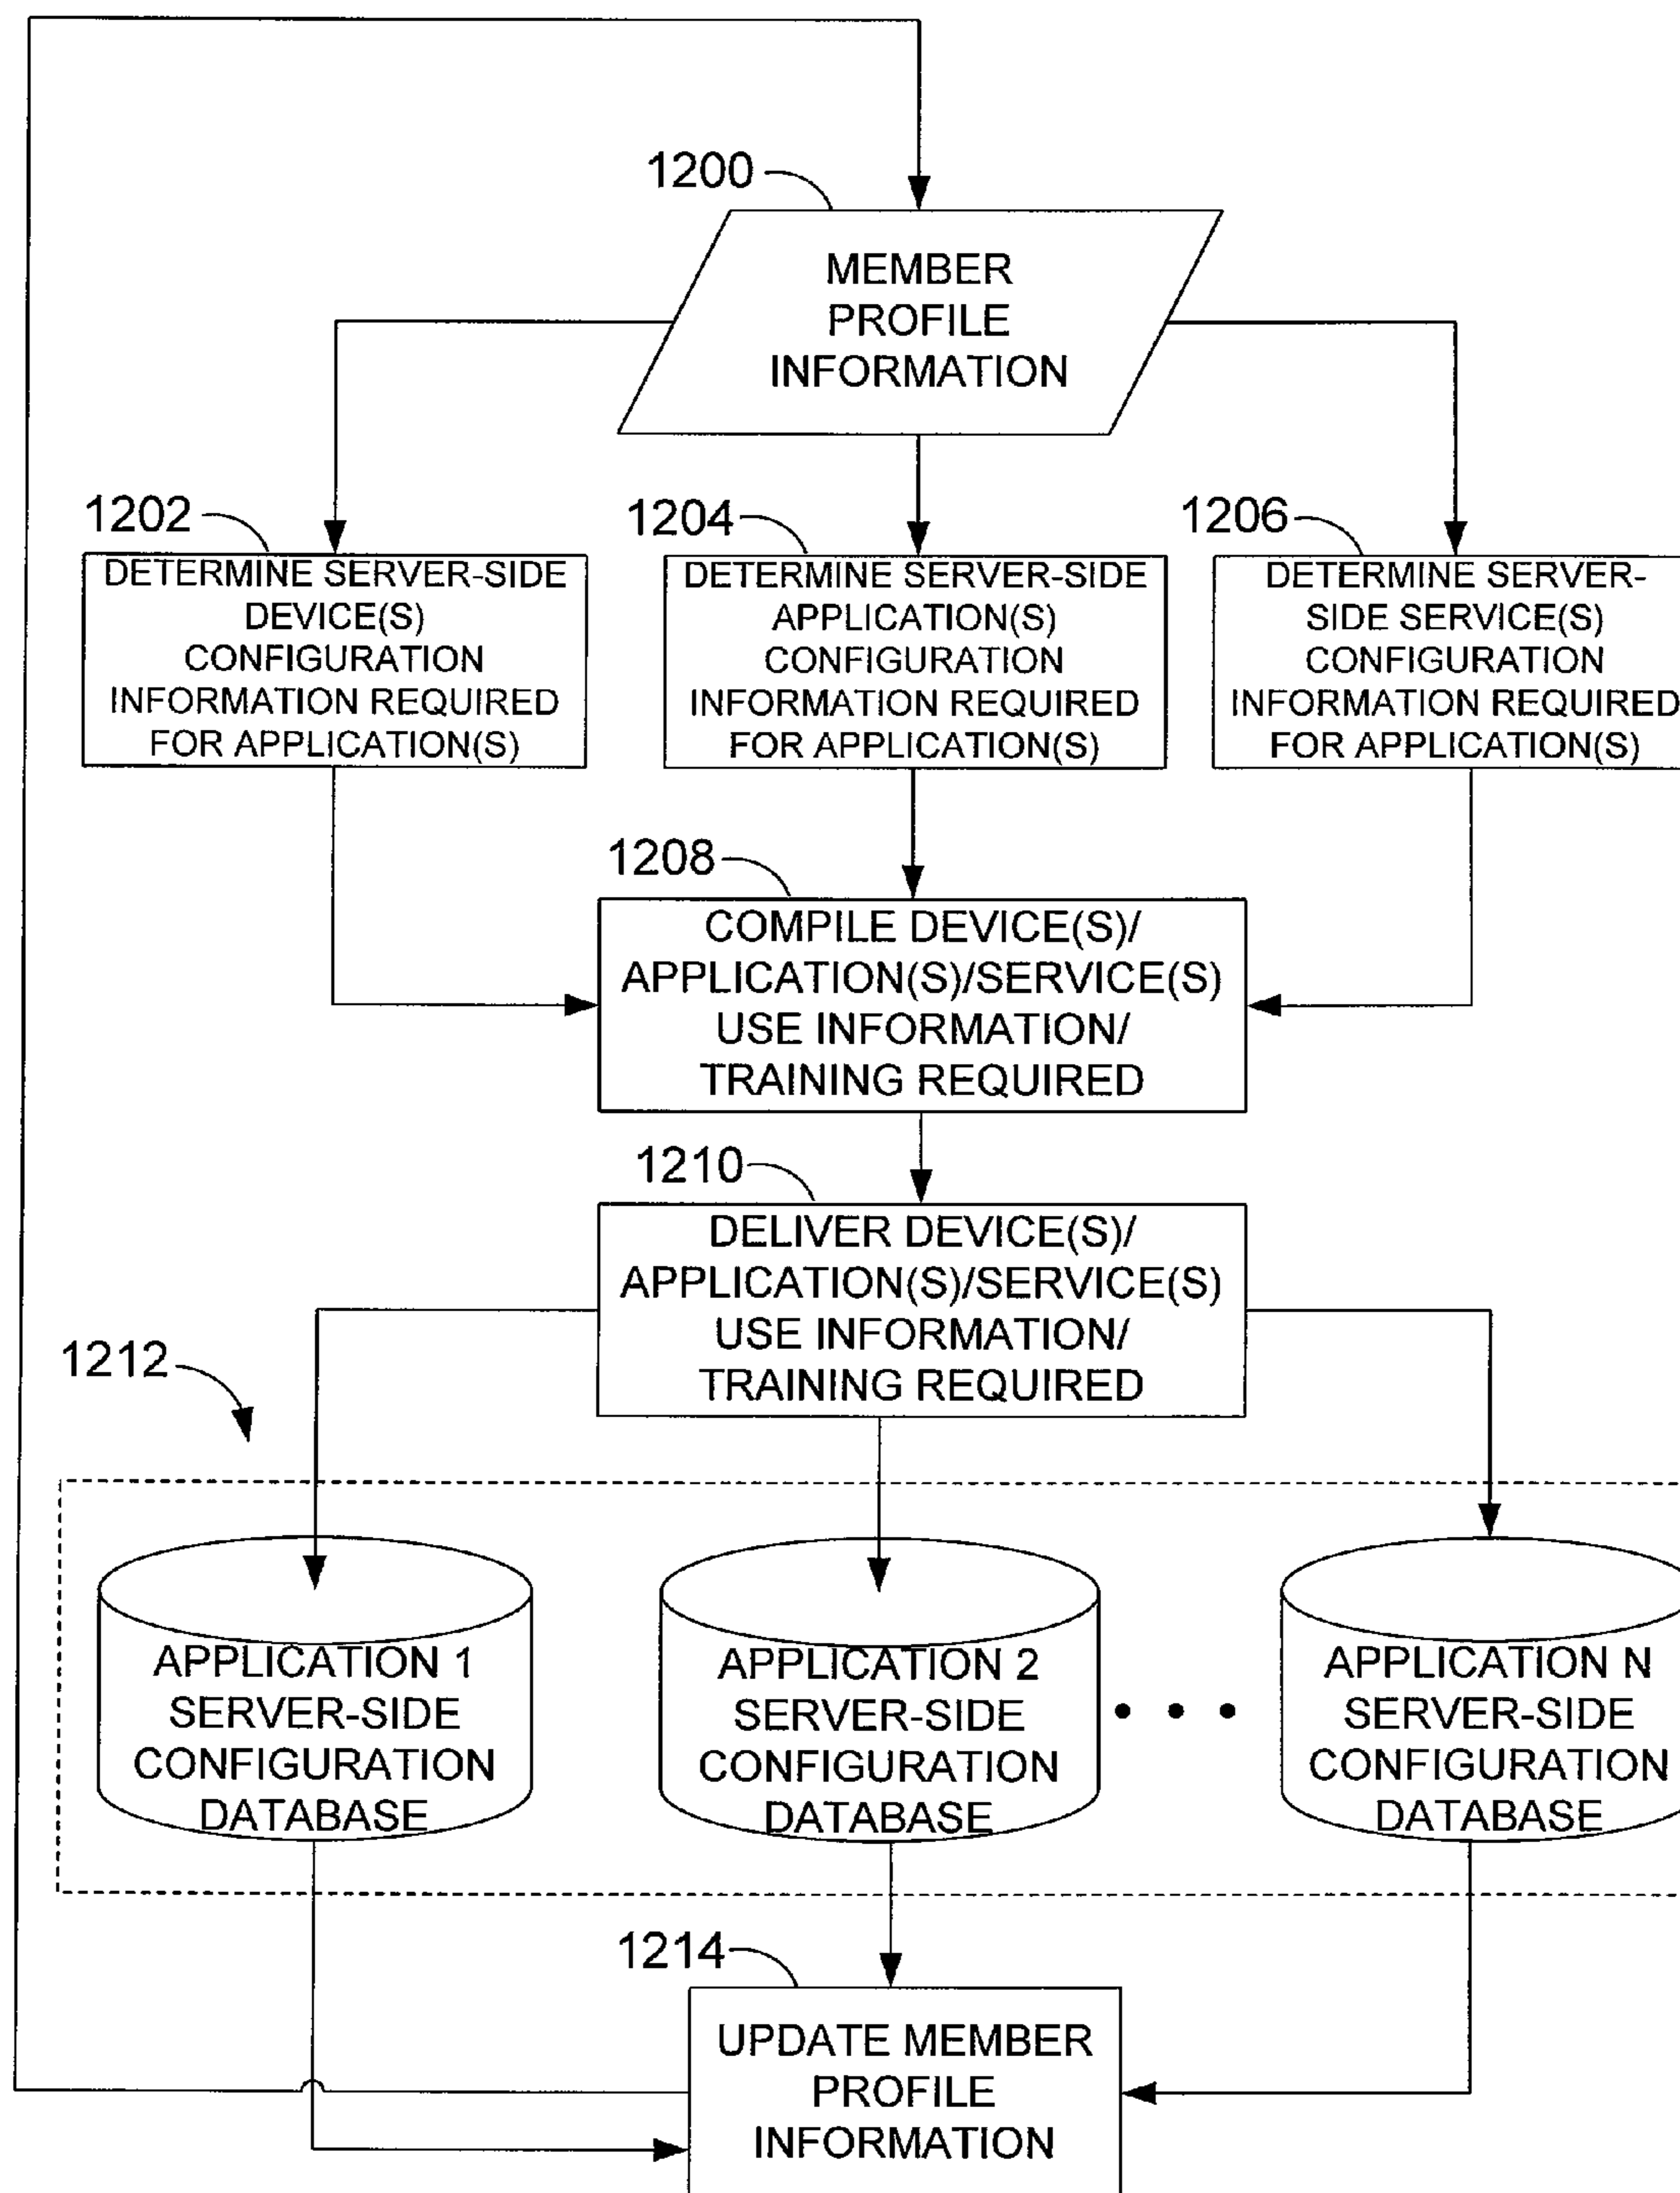 1200
MEMBER
PROFILE
INFORMATION
1202
DETERMINE SERVER-SIDE
DEVICE(S)
CONFIGURATION
INFORMATION REQUIRED
FOR APPLICATION(S)
1204
DETERMINE SERVER-SIDE
APPLICATION(S)
CONFIGURATION
INFORMATION REQUIRED
FOR APPLICATION(S)
1206
DETERMINE SERVER-
SIDE SERVICE(S)
CONFIGURATION
INFORMATION REQUIRED
FOR APPLICATION(S)
1208
COMPILE DEVICE(S)/
APPLICATION(S)/SERVICE(S)
USE INFORMATION/
TRAINING REQUIRED
1210
DELIVER DEVICE(S)/
APPLICATION(S)/SERVICE(S)
USE INFORMATION/
TRAINING REQUIRED
1212
APPLICATION 1
SERVER-SIDE
CONFIGURATION
DATABASE
APPLICATION 2
SERVER-SIDE
CONFIGURATION
DATABASE
• • •
APPLICATION N
SERVER-SIDE
CONFIGURATION
DATABASE
1214
UPDATE MEMBER
PROFILE
INFORMATION